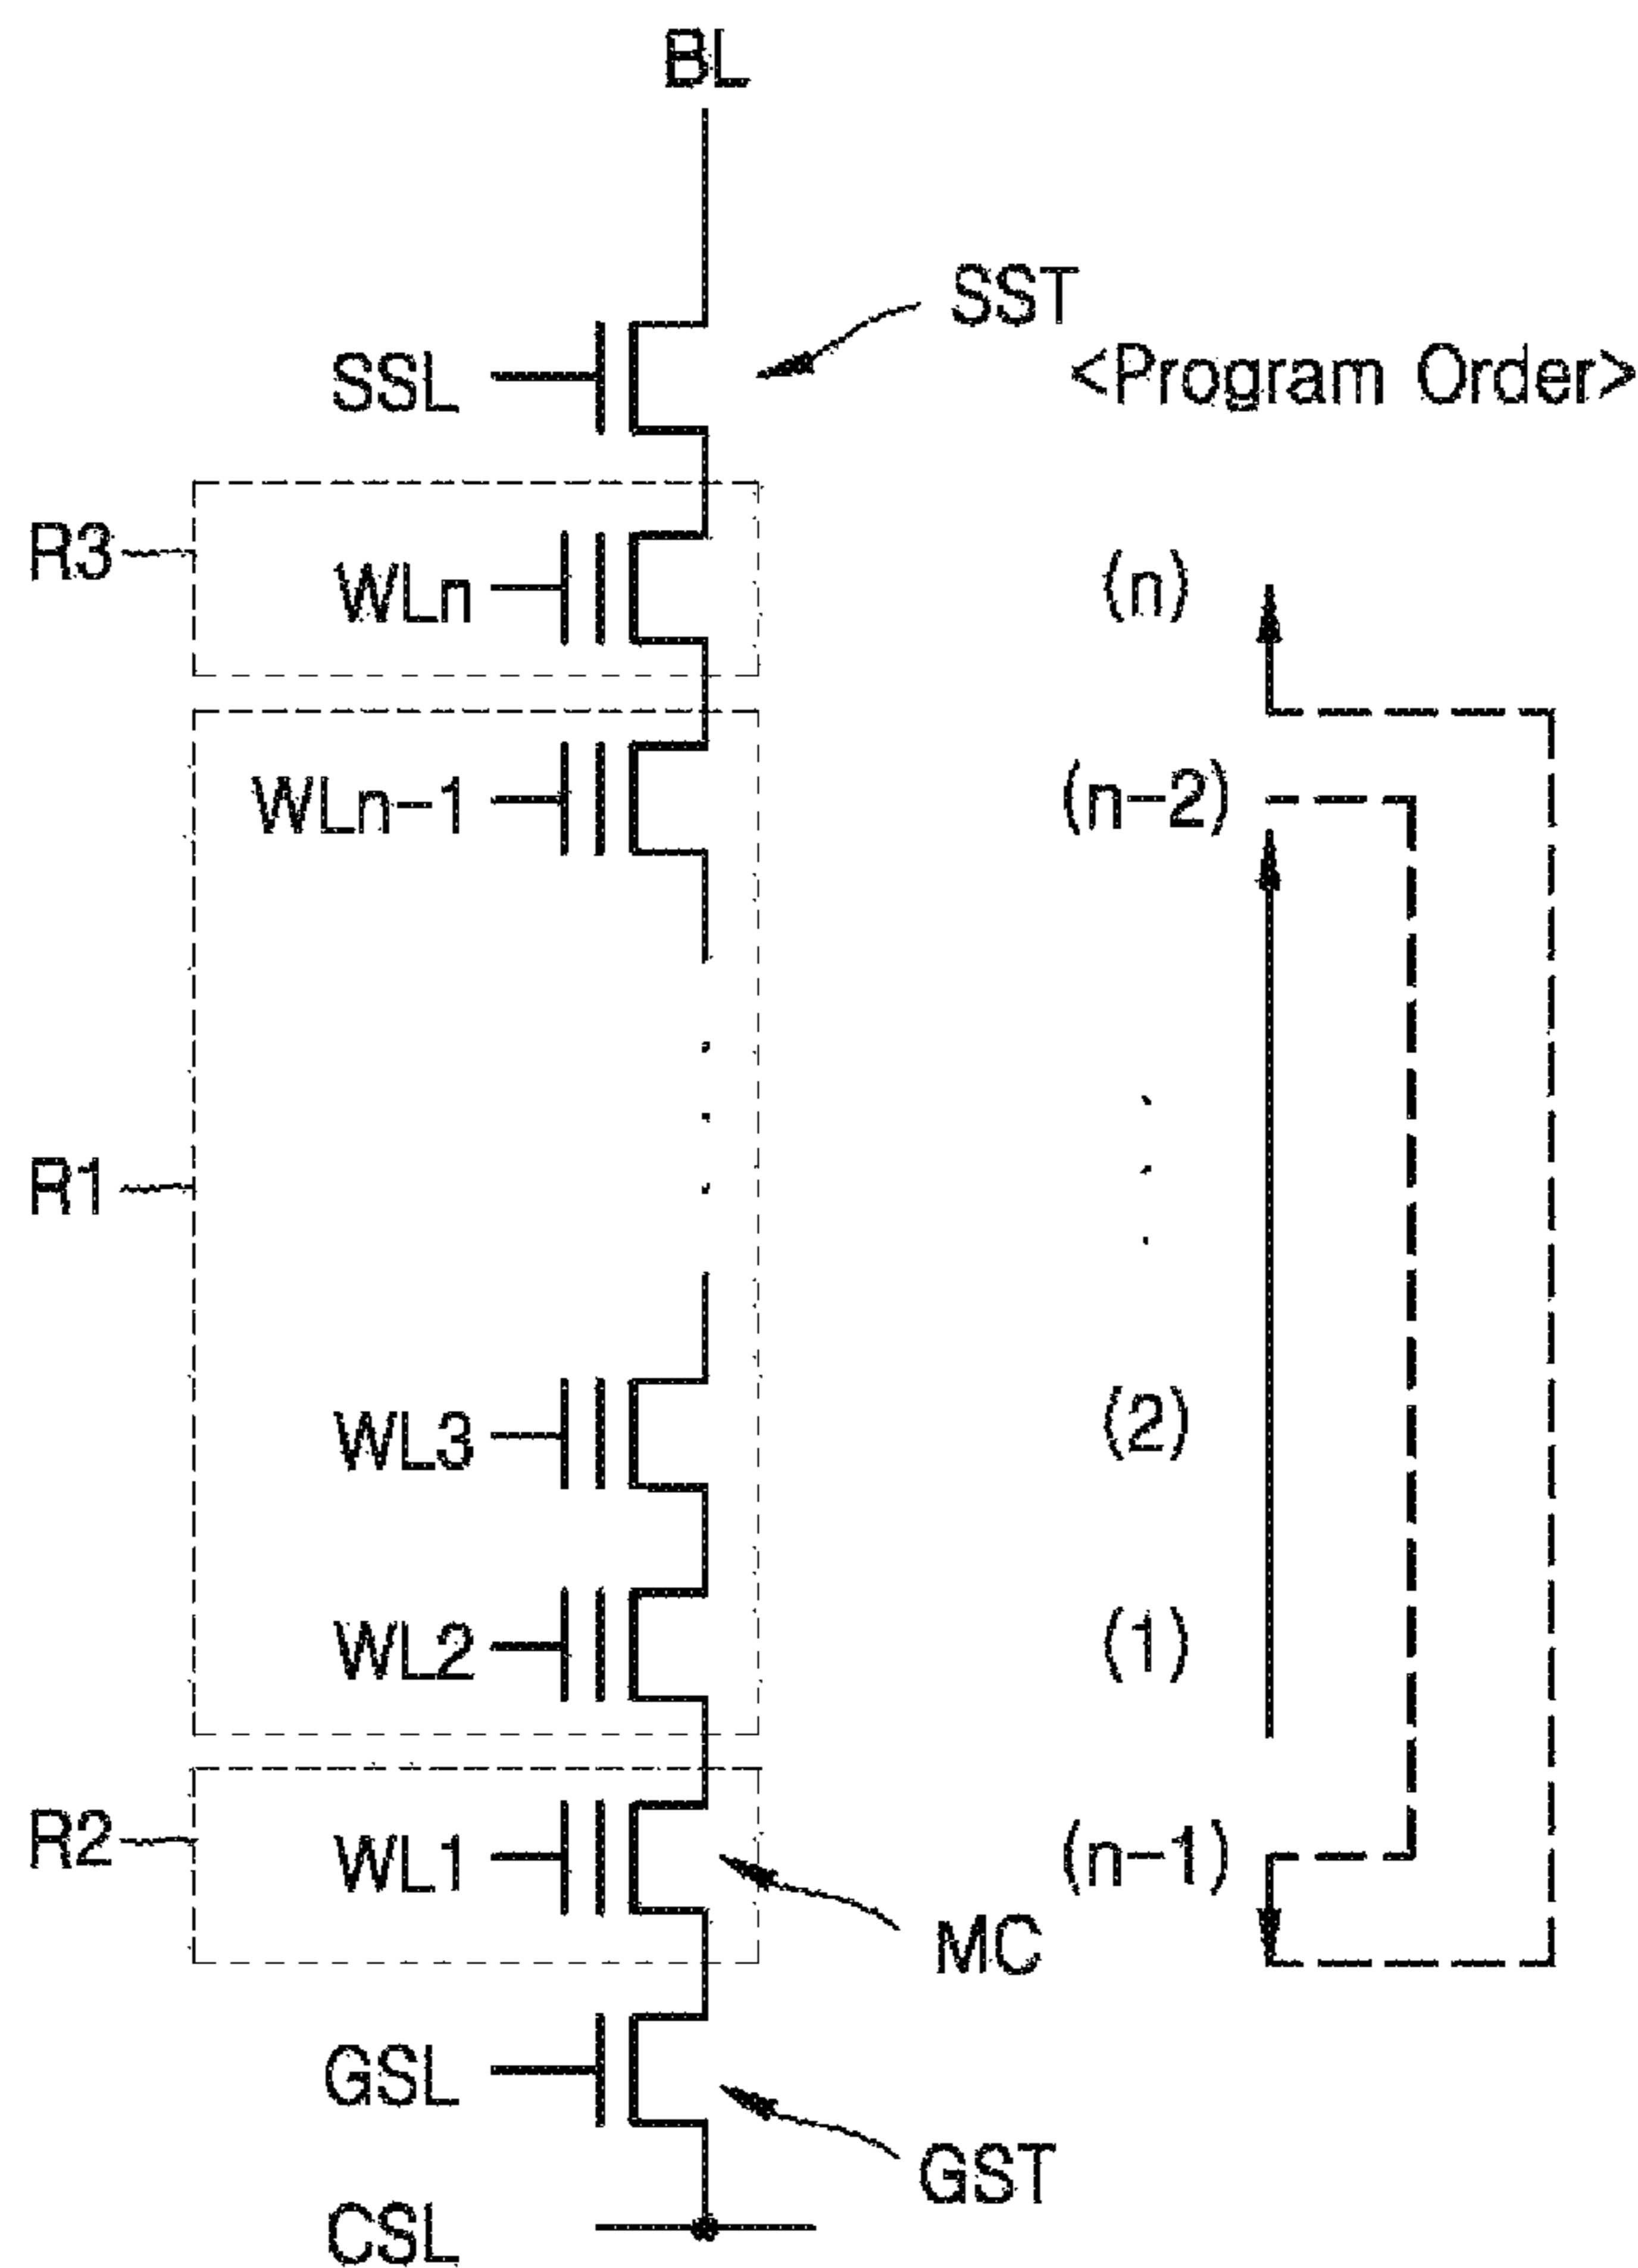 BL
SST
SSL
<Program Order>
R3
WLn
(n)
WLn-1
(n-2)
R1
WL3
(2)
WL2
(1)
R2
WL1
(n-1)
MC
GSL
GST
CSL